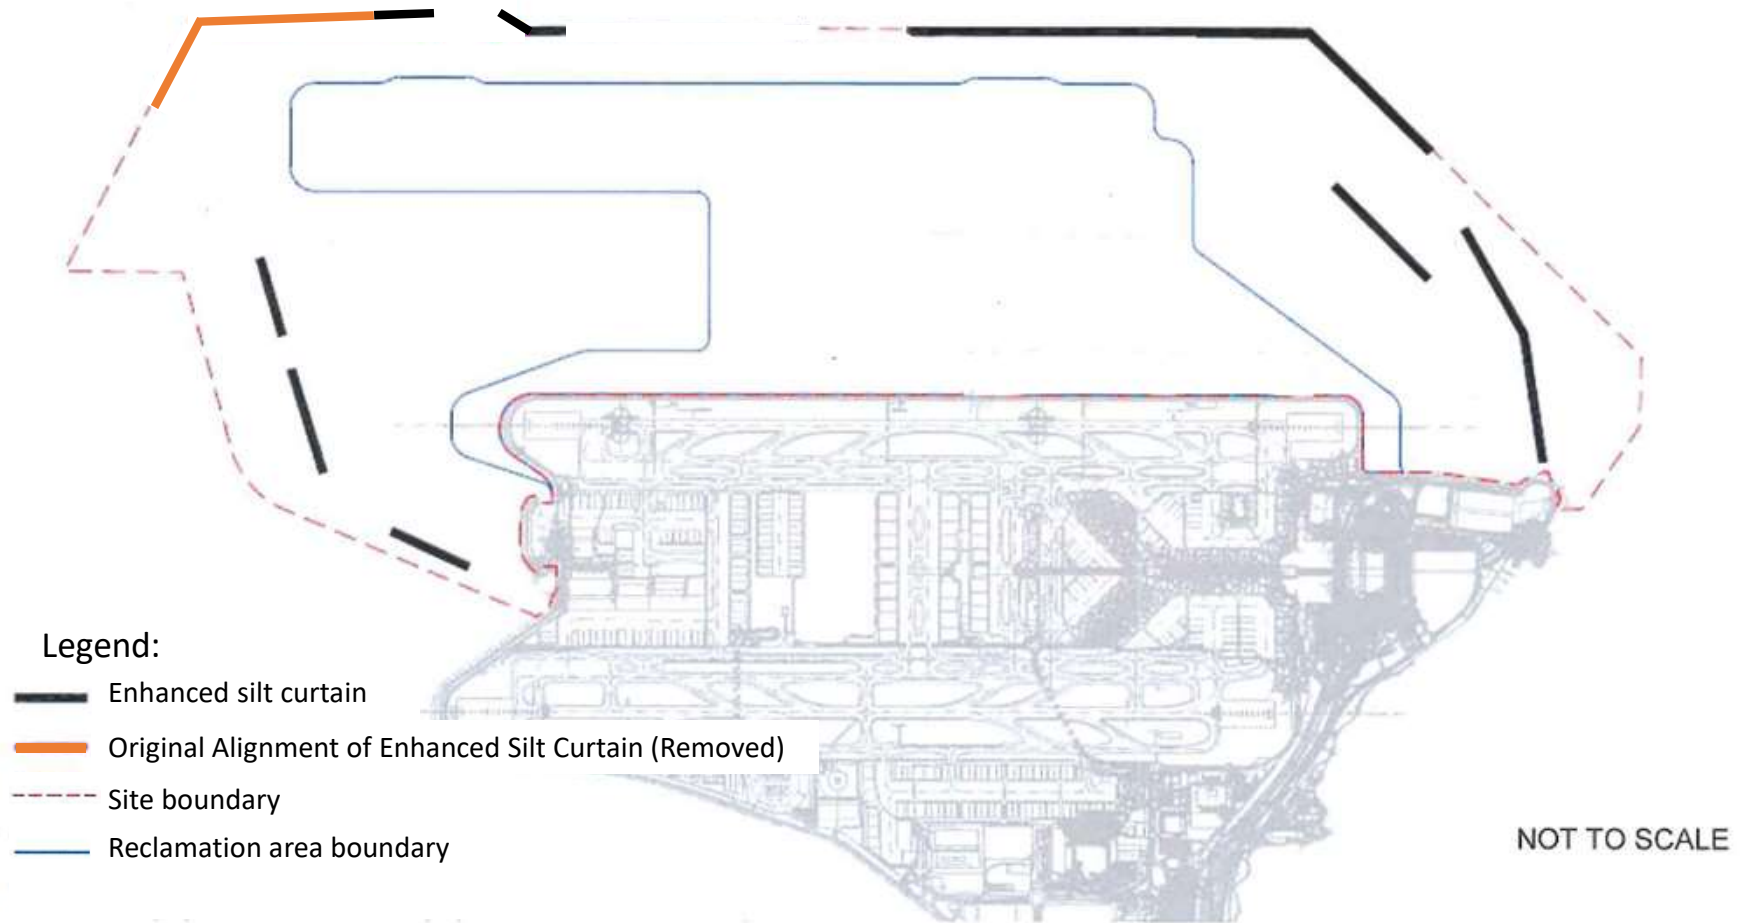 Legend:
Enhanced silt curtain
Original Alignment of Enhanced Silt Curtain (Removed)
Site boundary
Reclamation area boundary
NOT TO SCALE